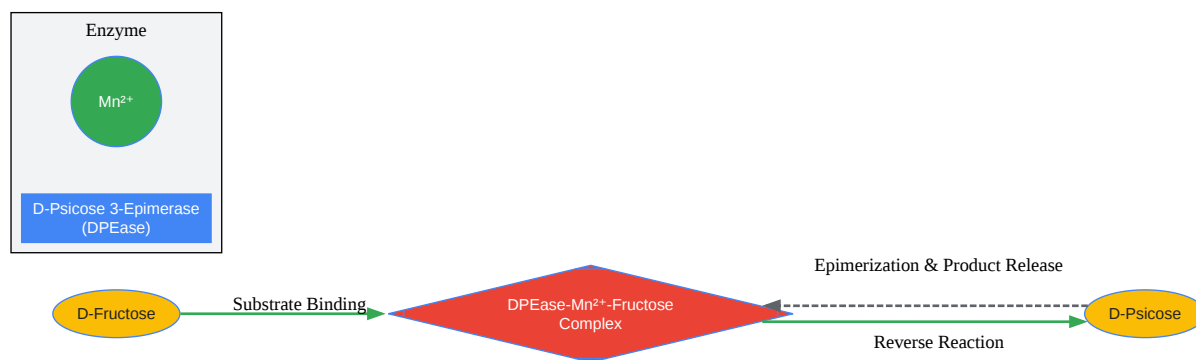 Enzyme
Mn²⁺
D-Psicose 3-Epimerase
(DPEase)
Epimerization & Product Release
D-Fructose
Substrate Binding
DPEase-Mn²⁺-Fructose
Complex
D-Psicose
Reverse Reaction